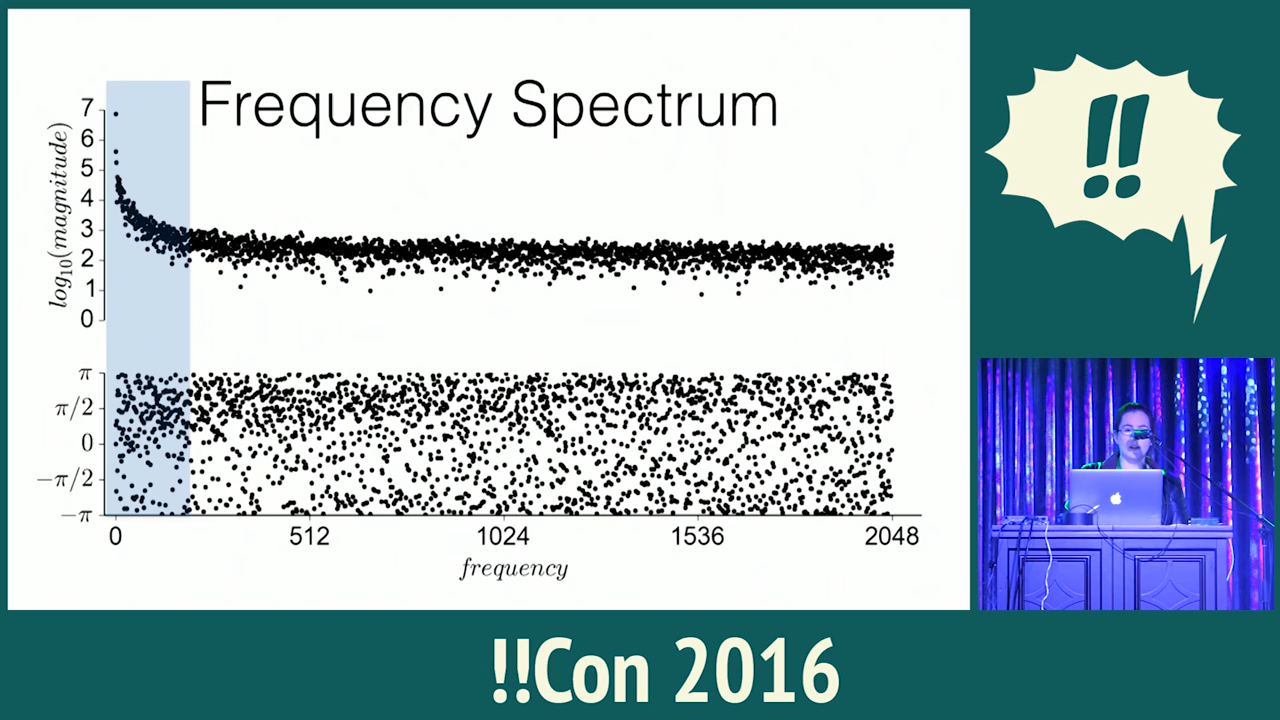 Frequency Spectrum
7
6
5
4
3
2
1
0
log10(magnitude)
π
π/2
0
−π/2
−π
0 512 1024 1536 2048
frequency
!!
!!Con 2016